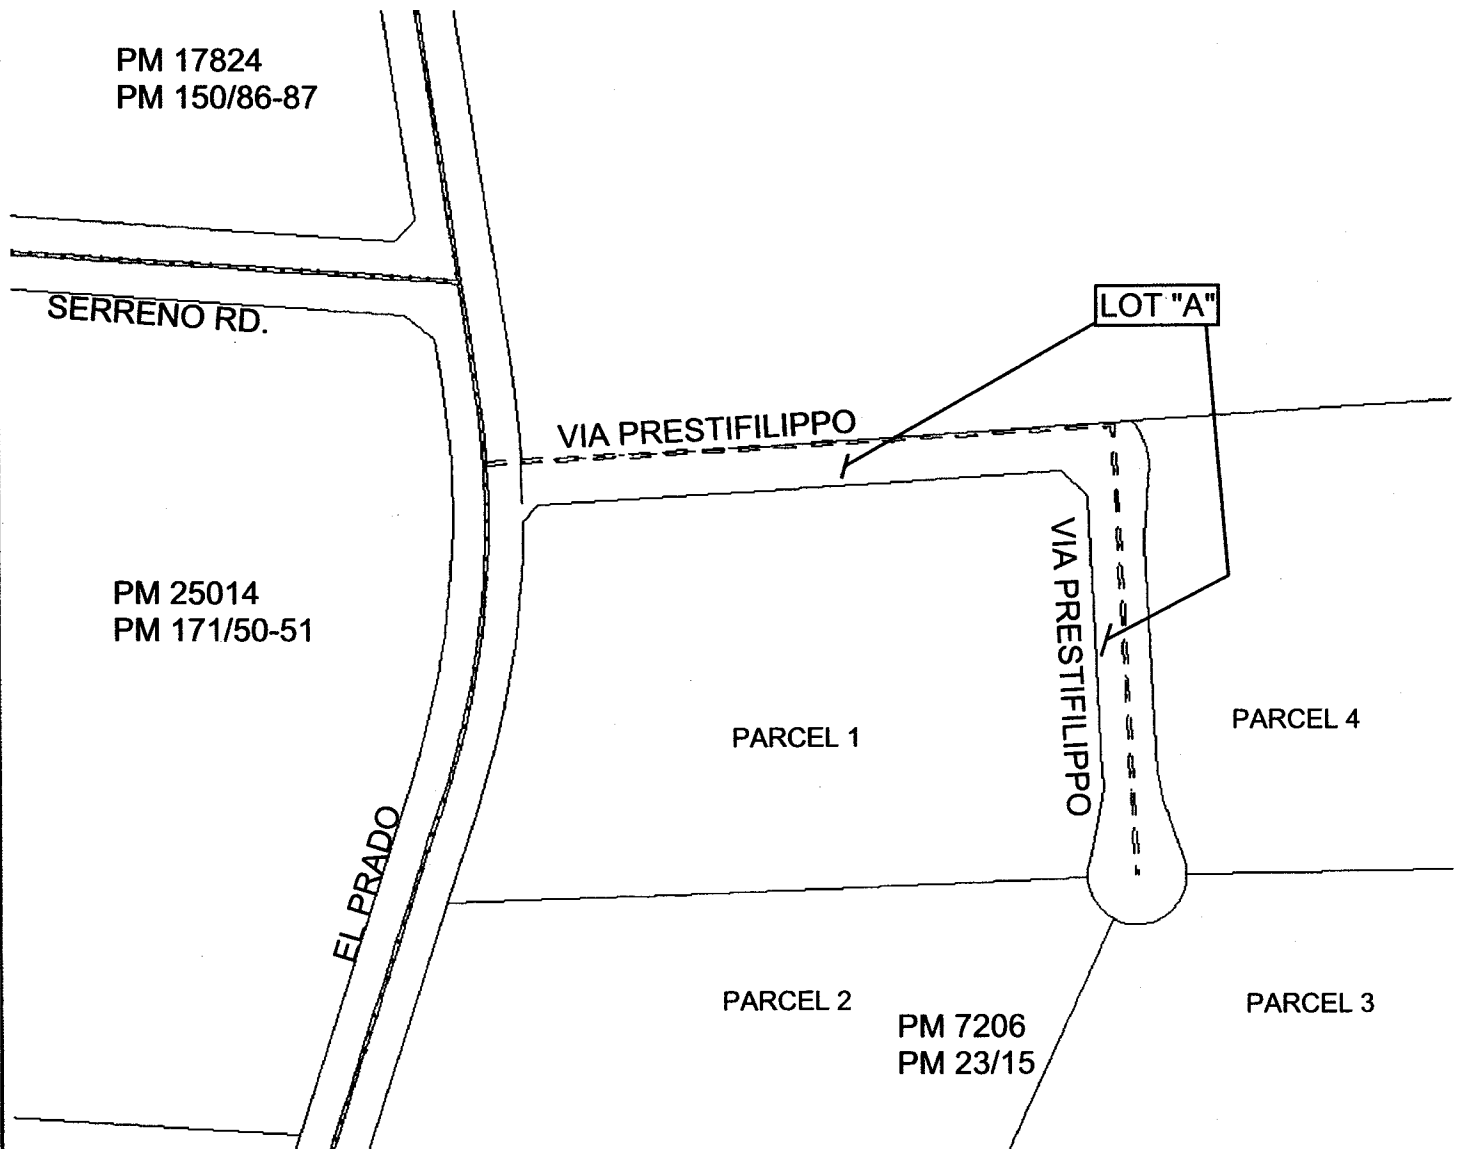 PM 17824
PM 150/86-87
SERRENO RD.
LOT "A"
VIA PRESTIFILIPPO
VIA PRESTIFILIPPO
PM 25014
PM 171/50-51
PARCEL 1
PARCEL 4
EL PRADO
PARCEL 2
PM 7206
PM 23/15
PARCEL 3